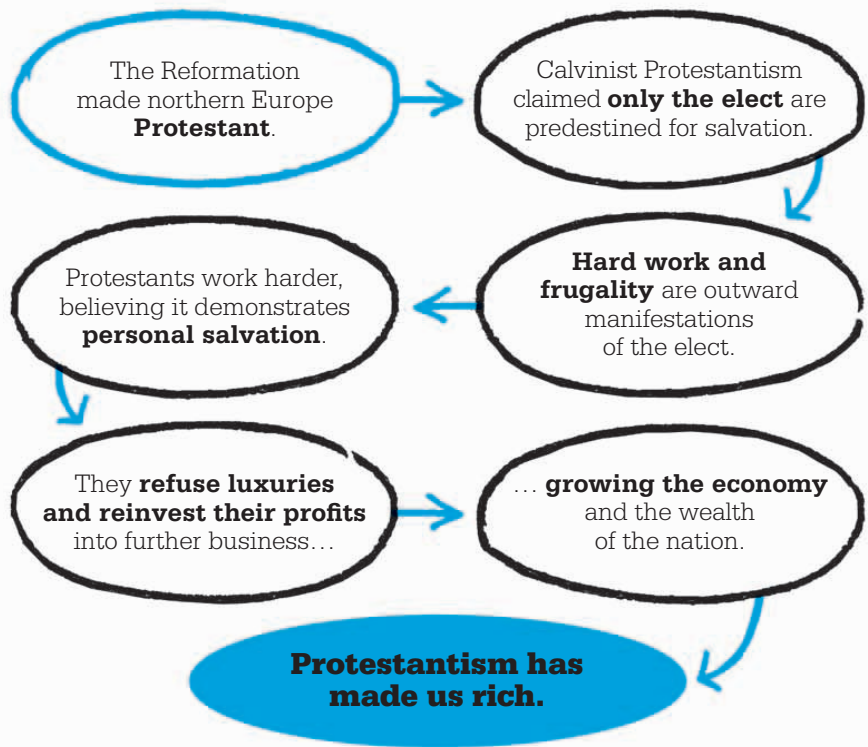 The Reformation
made northern Europe
Protestant.
Calvinist Protestantism
claimed only the elect are
predestined for salvation.
Hard work and
frugality are outward
manifestations
of the elect.
Protestants work harder,
believing it demonstrates
personal salvation.
They refuse luxuries
and reinvest their profits
into further business…
… growing the economy
and the wealth
of the nation.
Protestantism has
made us rich.